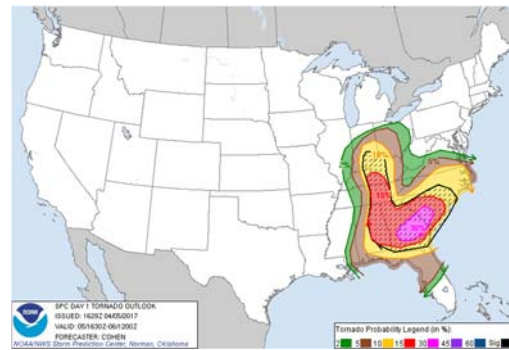 SPC DAY 1 TORNADO OUTLOOK
ISSUED: 1629Z 04/05/2017
VALID: 05/1630Z-06/1200Z
FORECASTER: COHEN
NOAA/NWS Storm Prediction Center, Norman, Oklahoma
NOAA
Tornado Probability Legend (in %):
2 5 10 15 30 45 60 Sig